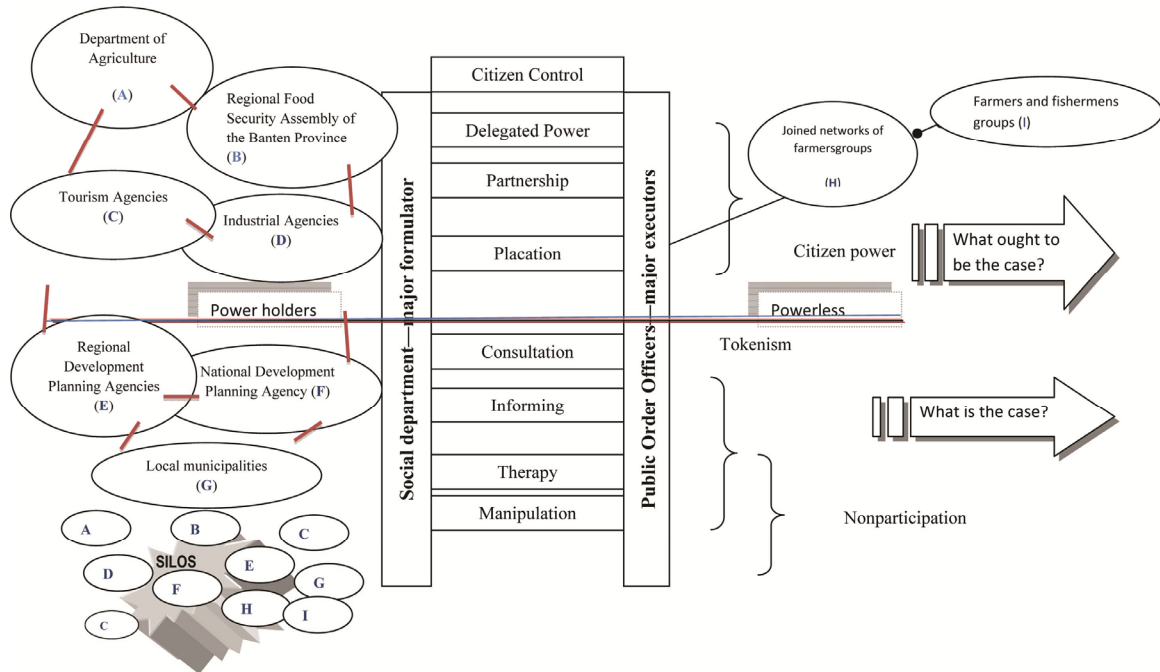 Department of
Agriculture
(A)
Regional Food
Security Assembly of
the Banten Province
(B)
Tourism Agencies
(C)
Industrial Agencies
(D)
Power holders
Regional
Development
Planning Agencies
(E)
National Development
Planning Agency (F)
Local municipalities
(G)
A
B
C
SILOS
D
E
F
G
H
I
C
Social department—major formulator
Citizen Control
Delegated Power
Partnership
Placation
Consultation
Informing
Therapy
Manipulation
Public Order Officers—major executors
Joined networks of
farmersgroups
(H)
Farmers and fishermens
groups (I)
Citizen power
What ought to
be the case?
Powerless
Tokenism
What is the case?
Nonparticipation